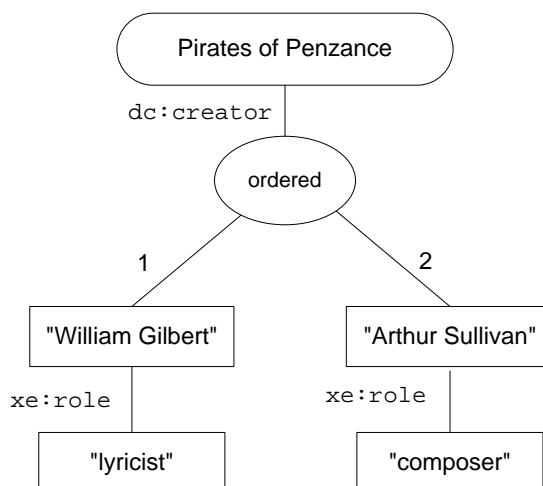 Pirates of Penzance
dc:creator
ordered
1
2
"William Gilbert"
"Arthur Sullivan"
xe:role
xe:role
"lyricist"
"composer"